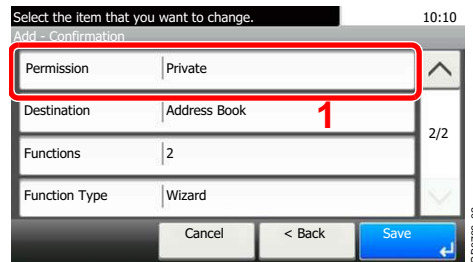 Select the item that you want to change. 10:10
Add - Confirmation
Permission Private
Destination Address Book
1
2/2
Functions 2
Function Type Wizard
Cancel < Back Save